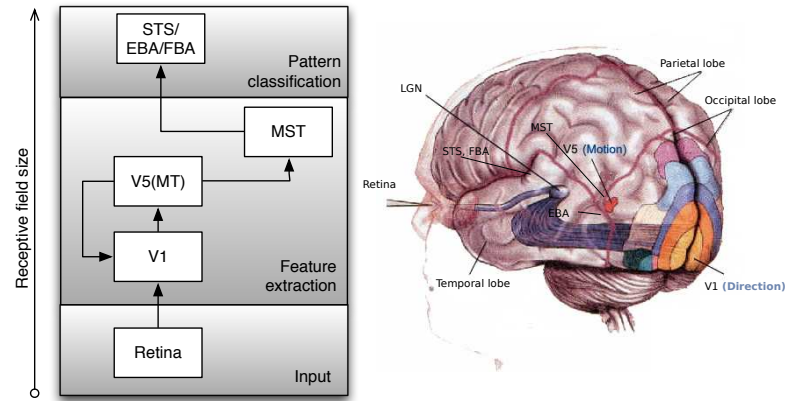 Receptive field size
STS/
EBA/FBA
Pattern
classification
MST
V5(MT)
V1
Feature
extraction
Retina
Input
Parietal lobe
LGN
Occipital lobe
MST
V5 (Motion)
STS, FBA
Retina
EBA
Temporal lobe
V1 (Direction)